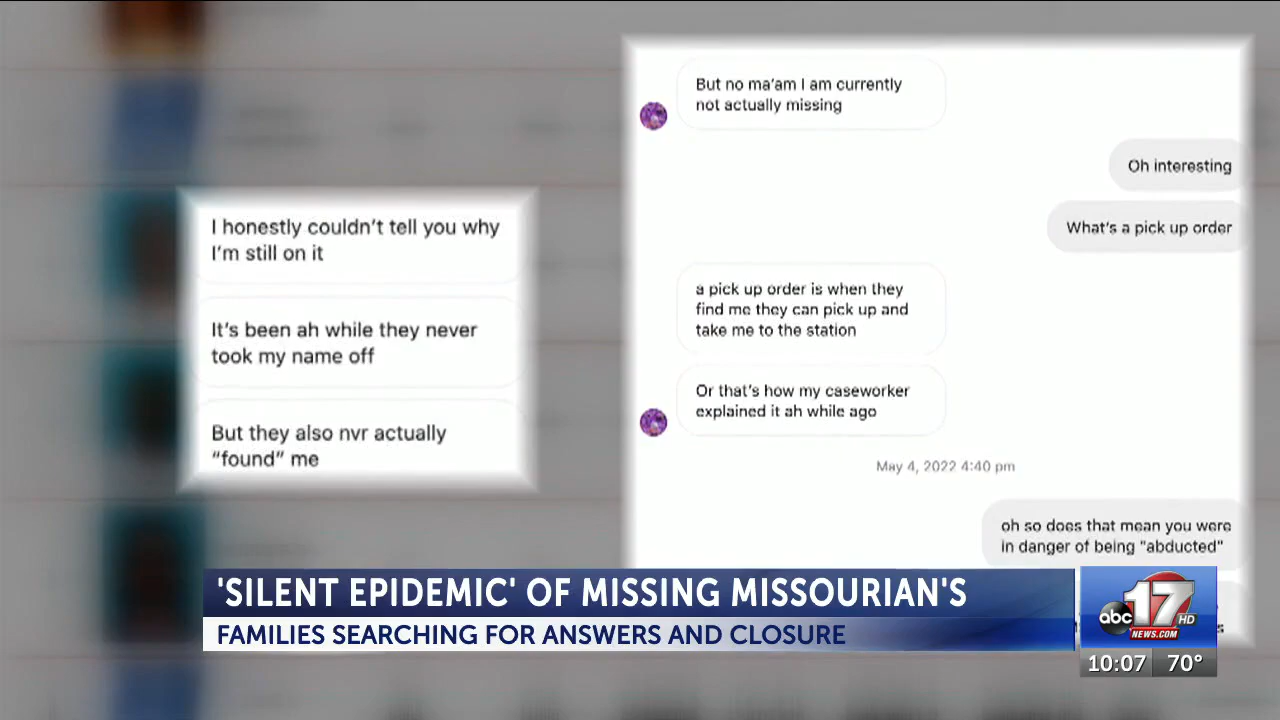 I honestly couldn't tell you why
I'm still on it
It's been ah while they never
took my name off
But they also nvr actually
"found" me
But no ma'am I am currently
not actually missing
Oh interesting
What's a pick up order
a pick up order is when they
find me they can pick up and
take me to the station
Or that's how my caseworker
explained it ah while ago
May 4, 2022 4:40 pm
oh so does that mean you were
in danger of being "abducted"
'SILENT EPIDEMIC' OF MISSING MISSOURIAN'S
FAMILIES SEARCHING FOR ANSWERS AND CLOSURE
abc 17 HD
NEWS.COM
10:07 70°